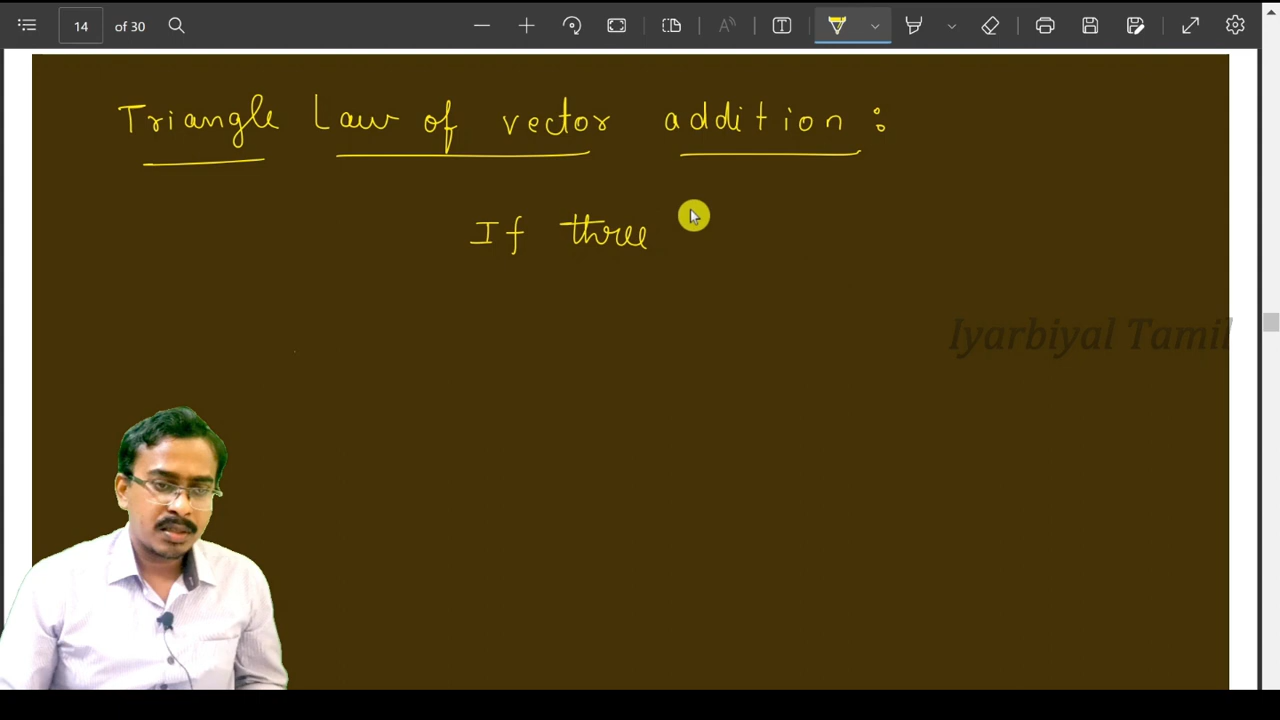 14 of 30
Triangle Law of vector addition :
If three
Iyarbiyal Tamil